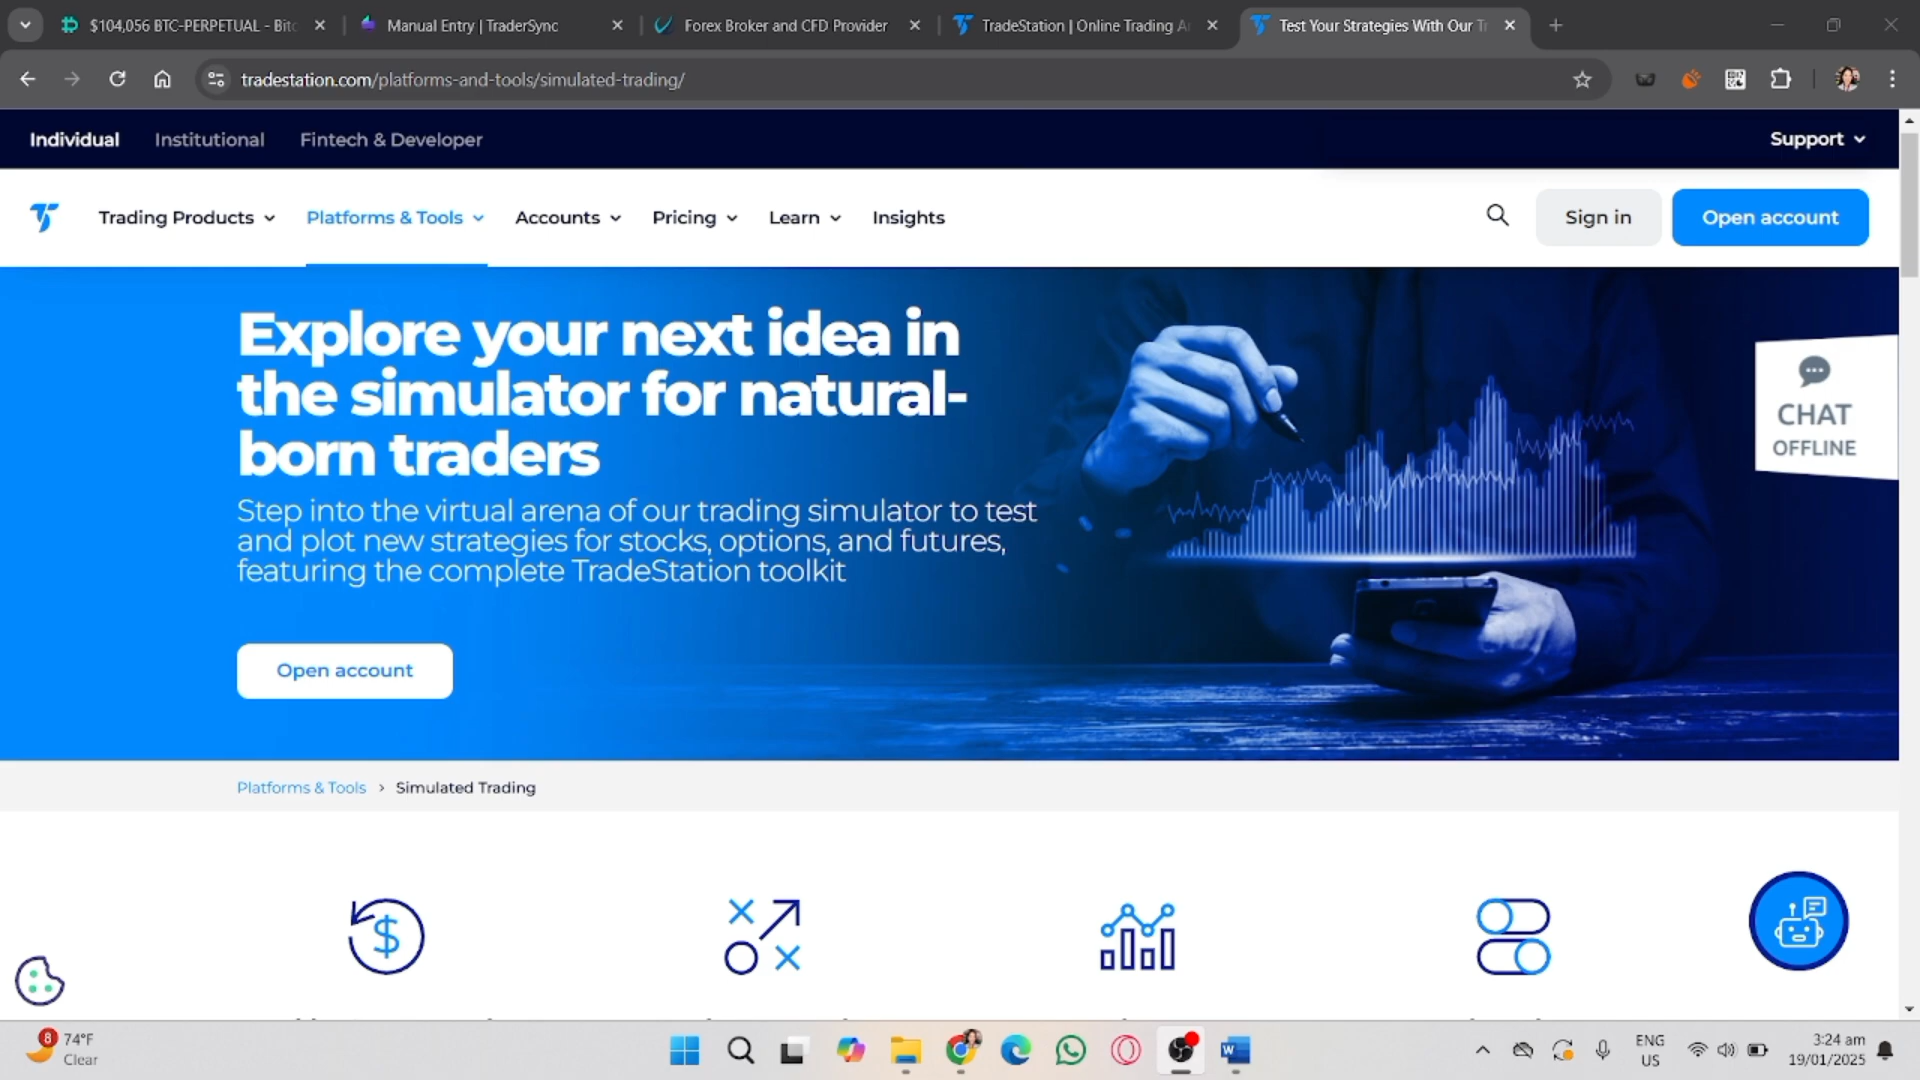 $104,056 BTC-PERPETUAL - Bitc
Manual Entry | TraderSync
Forex Broker and CFD Provider
TradeStation | Online Trading A
Test Your Strategies With Our Tr
tradestation.com/platforms-and-tools/simulated-trading/
Individual
Institutional
Fintech & Developer
Support
Trading Products
Platforms & Tools
Accounts
Pricing
Learn
Insights
Sign in
Open account
Explore your next idea in
the simulator for natural-
born traders
Step into the virtual arena of our trading simulator to test
and plot new strategies for stocks, options, and futures,
featuring the complete TradeStation toolkit
Open account
CHAT
OFFLINE
Platforms & Tools > Simulated Trading
8
74°F
Clear
ENG
US
3:24 am
19/01/2025